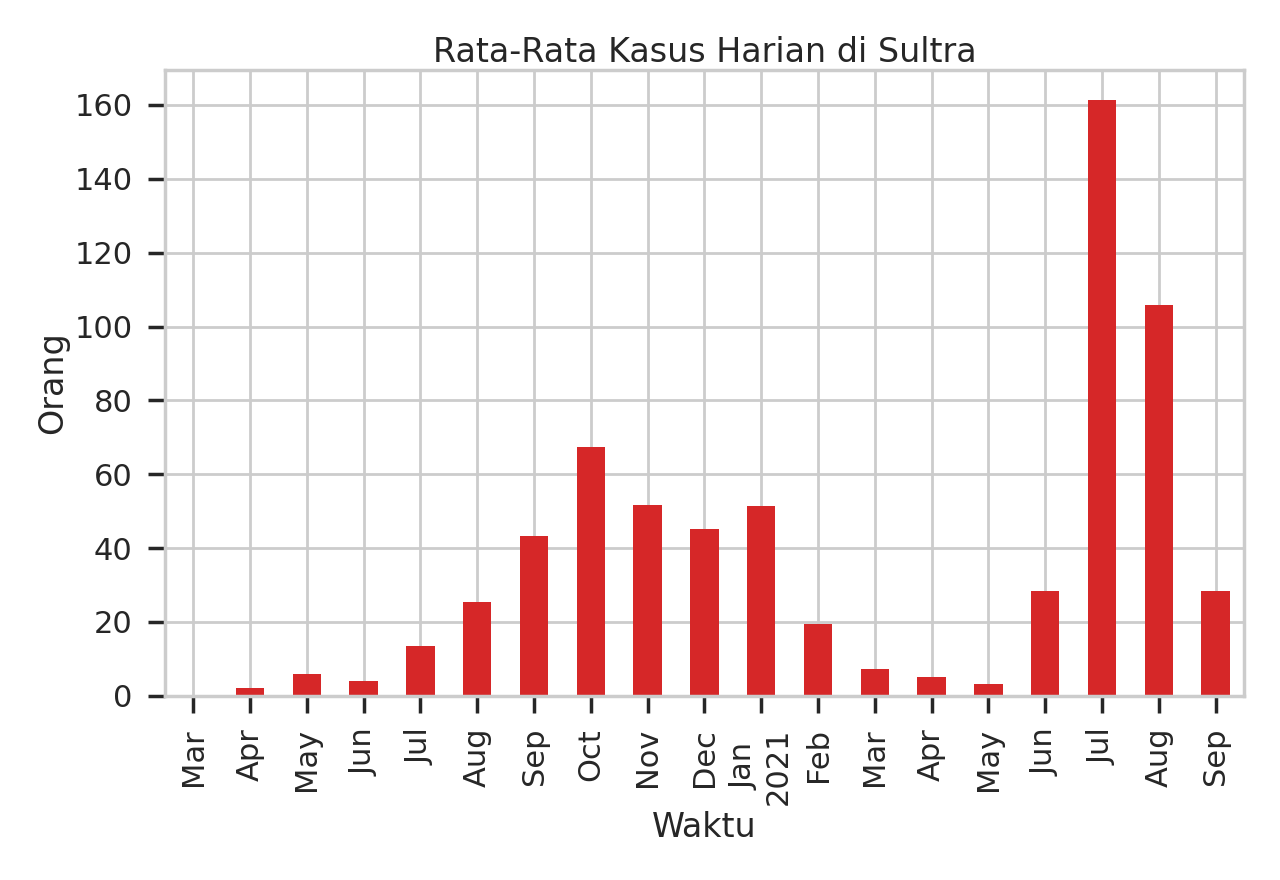 Rata-Rata Kasus Harian di Sultra
Orang
160
140
120
100
80
60
40
20
0
Mar
Apr
May
Jun
Jul
Aug
Sep
Oct
Nov
Dec
Jan
2021
Feb
Mar
Apr
May
Jun
Jul
Aug
Sep
Waktu